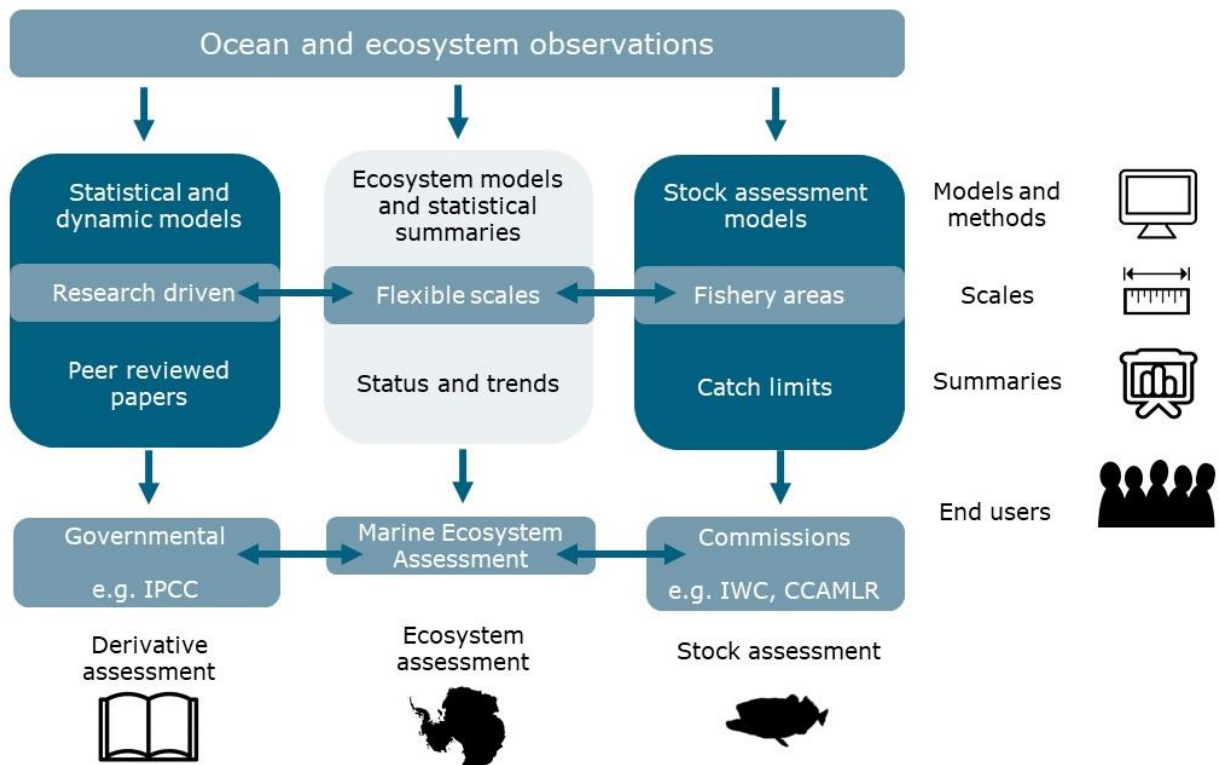 Ocean and ecosystem observations
Statistical and
dynamic models
Research driven
Peer reviewed
papers
Ecosystem models
and statistical
summaries
Flexible scales
Status and trends
Stock assessment
models
Fishery areas
Catch limits
Models and
methods
Scales
Summaries
End users
Governmental
e.g. IPCC
Marine Ecosystem
Assessment
Commissions
e.g. IWC, CCAMLR
Derivative
assessment
Ecosystem
assessment
Stock assessment